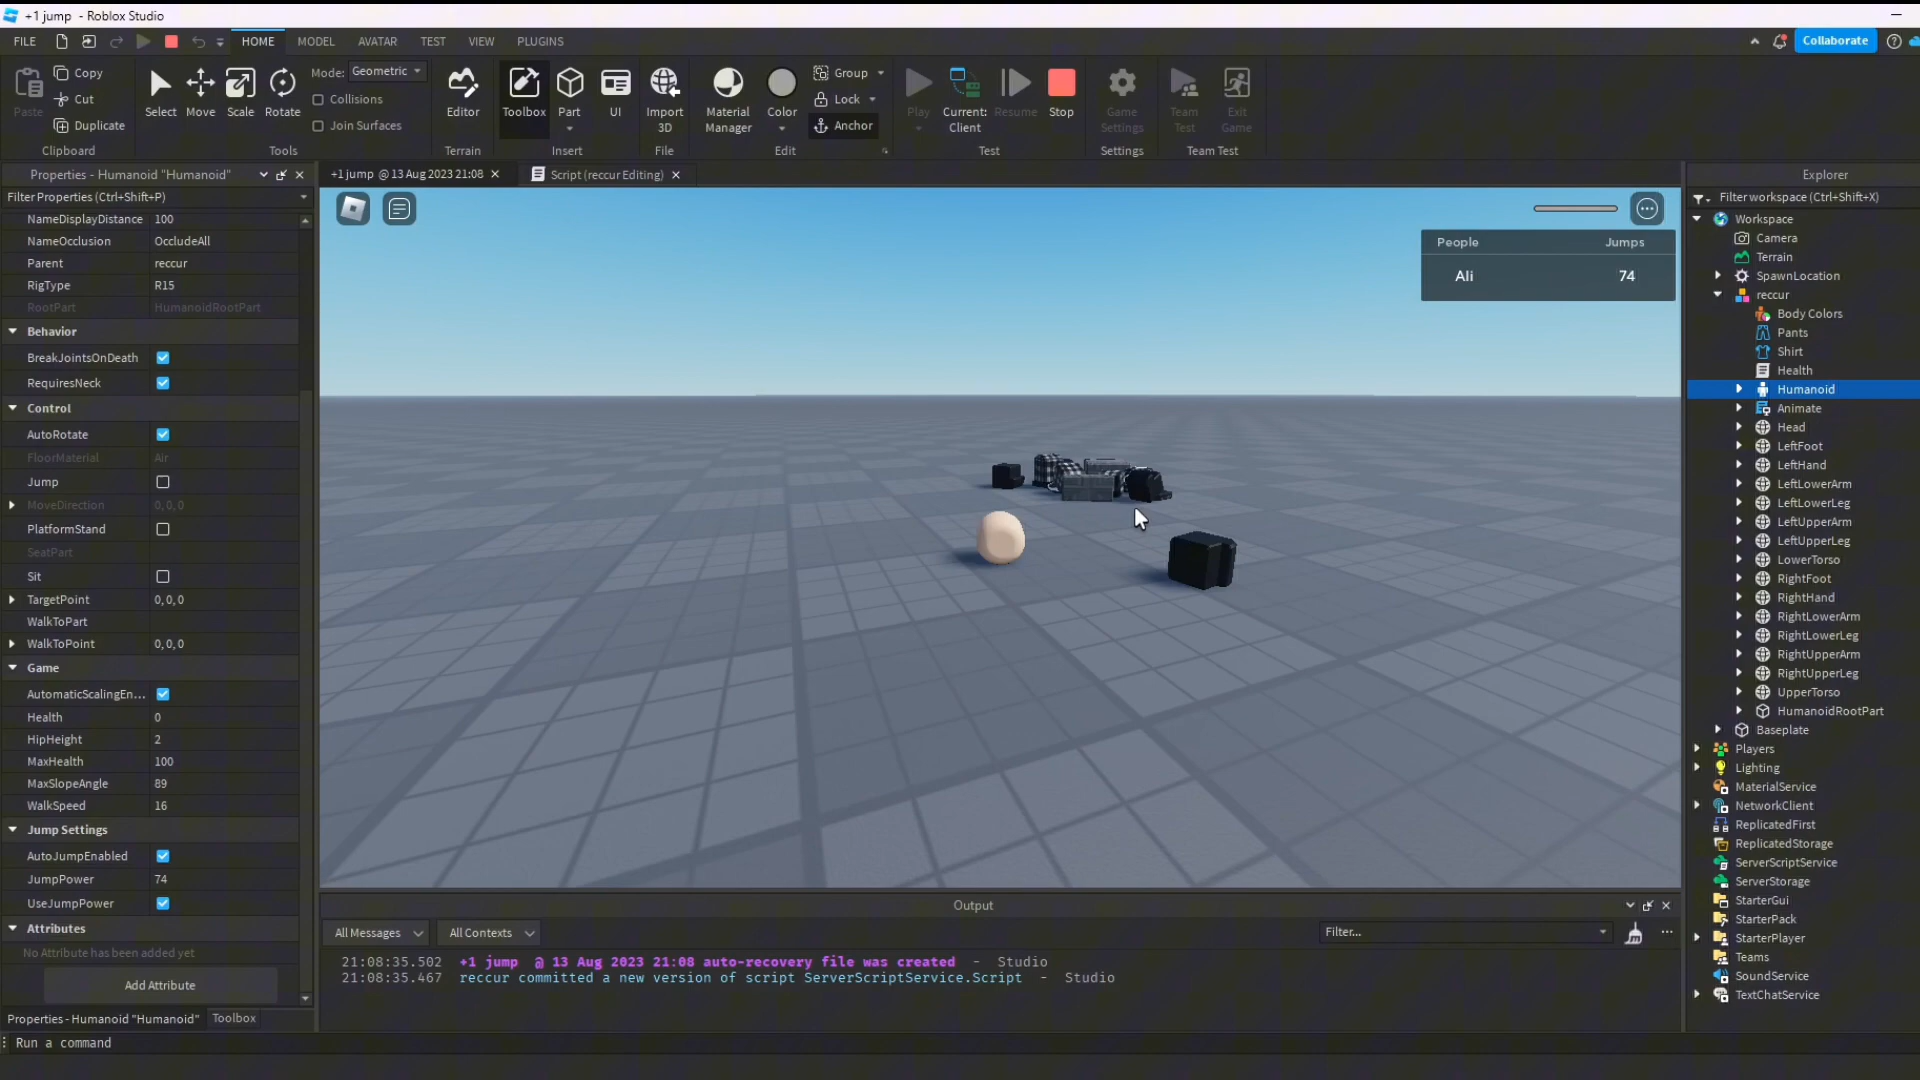 +1 jump - Roblox Studio
FILE HOME MODEL AVATAR TEST VIEW PLUGINS Collaborate
Paste Copy Cut Duplicate
Clipboard
Select Move Scale Rotate
Mode: Geometric
Collisions
Join Surfaces
Tools
Editor
Terrain
Toolbox Part UI
Insert
Import 3D
File
Material Manager Color
Group
Lock
Anchor
Edit
Play Current: Client Resume Stop
Test
Game Settings
Settings
Team Test Exit Game
Team Test
Properties - Humanoid "Humanoid"
Filter Properties (Ctrl+Shift+P)
NameDisplayDistance 100
NameOcclusion OccludeAll
Parent reccur
RigType R15
RootPart HumanoidRootPart
Behavior
BreakJointsOnDeath
RequiresNeck
Control
AutoRotate
FloorMaterial Air
Jump
MoveDirection 0, 0, 0
PlatformStand
SeatPart
Sit
TargetPoint 0, 0, 0
WalkToPart
WalkToPoint 0, 0, 0
Game
AutomaticScalingEn...
Health 0
HipHeight 2
MaxHealth 100
MaxSlopeAngle 89
WalkSpeed 16
Jump Settings
AutoJumpEnabled
JumpPower 74
UseJumpPower
Attributes
No Attribute has been added yet
Add Attribute
Properties - Humanoid "Humanoid" Toolbox
Run a command
+1 jump @ 13 Aug 2023 21:08
Script (reccur Editing)
People Jumps
Ali 74
Output
All Messages All Contexts Filter...
21:08:35.502 +1 jump @ 13 Aug 2023 21:08 auto-recovery file was created - Studio
21:08:35.467 reccur committed a new version of script ServerScriptService.Script - Studio
Explorer
Filter workspace (Ctrl+Shift+X)
Workspace
Camera
Terrain
SpawnLocation
reccur
Body Colors
Pants
Shirt
Health
Humanoid
Animate
Head
LeftFoot
LeftHand
LeftLowerArm
LeftLowerLeg
LeftUpperArm
LeftUpperLeg
LowerTorso
RightFoot
RightHand
RightLowerArm
RightLowerLeg
RightUpperArm
RightUpperLeg
UpperTorso
HumanoidRootPart
Baseplate
Players
Lighting
MaterialService
NetworkClient
ReplicatedFirst
ReplicatedStorage
ServerScriptService
ServerStorage
StarterGui
StarterPack
StarterPlayer
Teams
SoundService
TextChatService